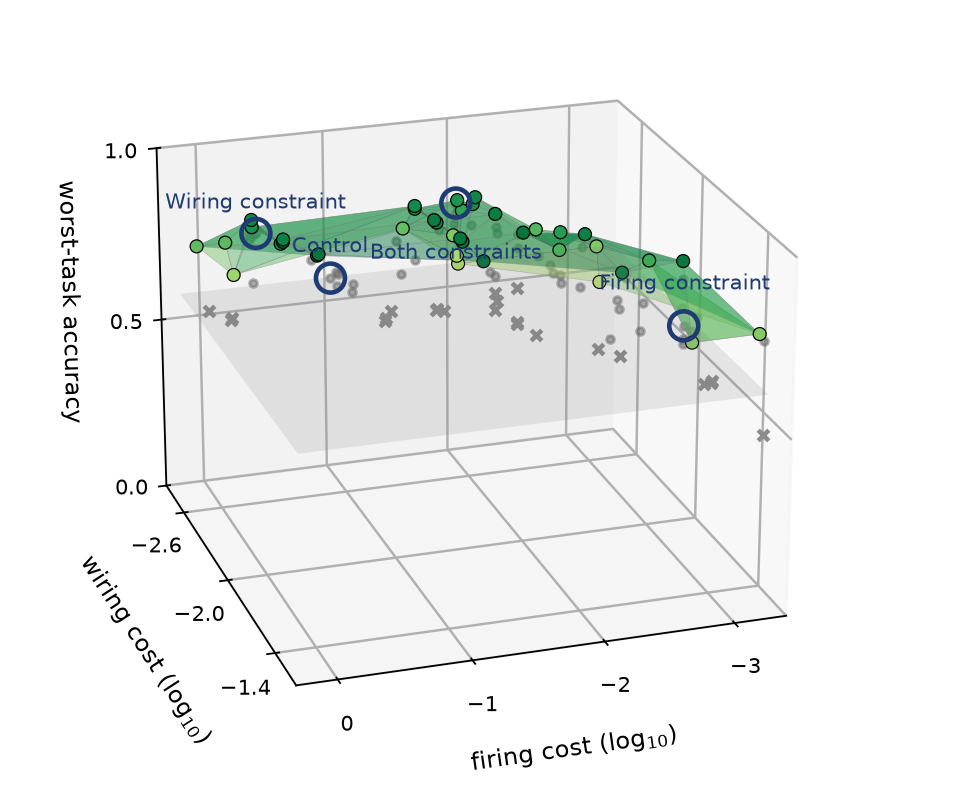 1.0
Wiring constraint
Control
Both constraints
Firing constraint
0.5
worst-task accuracy
0.0
−2.6
−2.0
−1.4
wiring cost (log₁₀)
0
−1
−2
−3
firing cost (log₁₀)